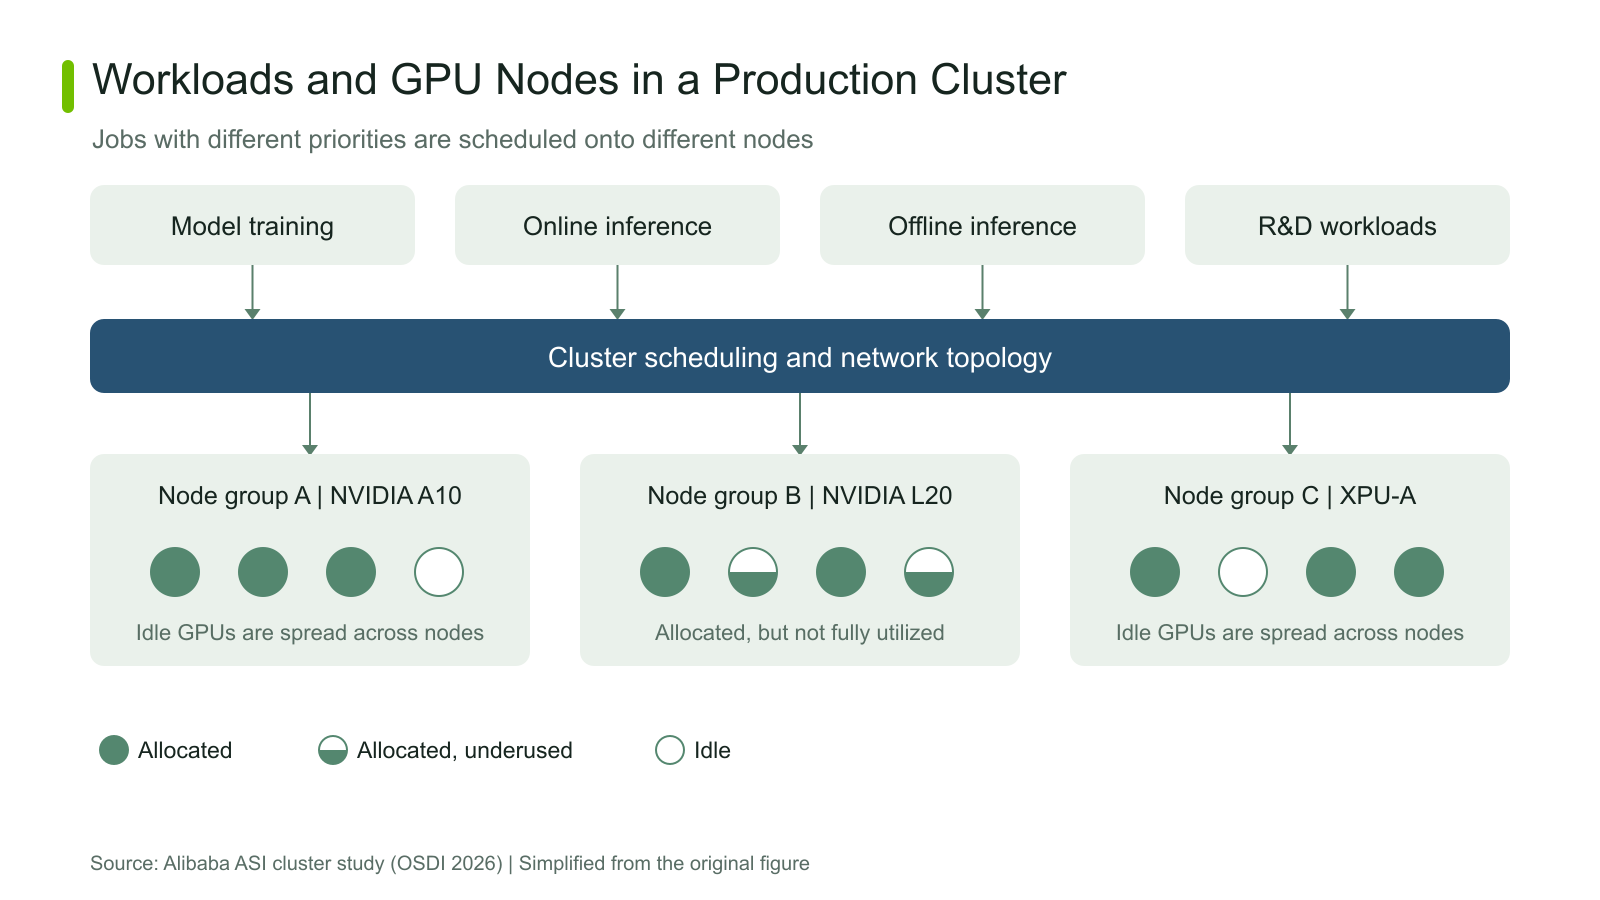 Workloads and GPU Nodes in a Production Cluster
Jobs with different priorities are scheduled onto different nodes
Model training
Online inference
Offline inference
R&D workloads
Cluster scheduling and network topology
Node group A | NVIDIA A10
Node group B | NVIDIA L20
Node group C | XPU-A
Idle GPUs are spread across nodes
Allocated, but not fully utilized
Idle GPUs are spread across nodes
Allocated
Allocated, underused
Idle
Source: Alibaba ASI cluster study (OSDI 2026) | Simplified from the original figure